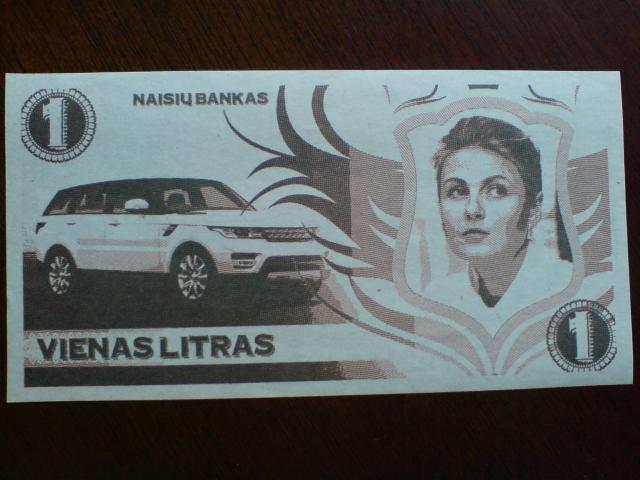 1
NAISIŲ BANKAS
VIENAS LITRAS
1